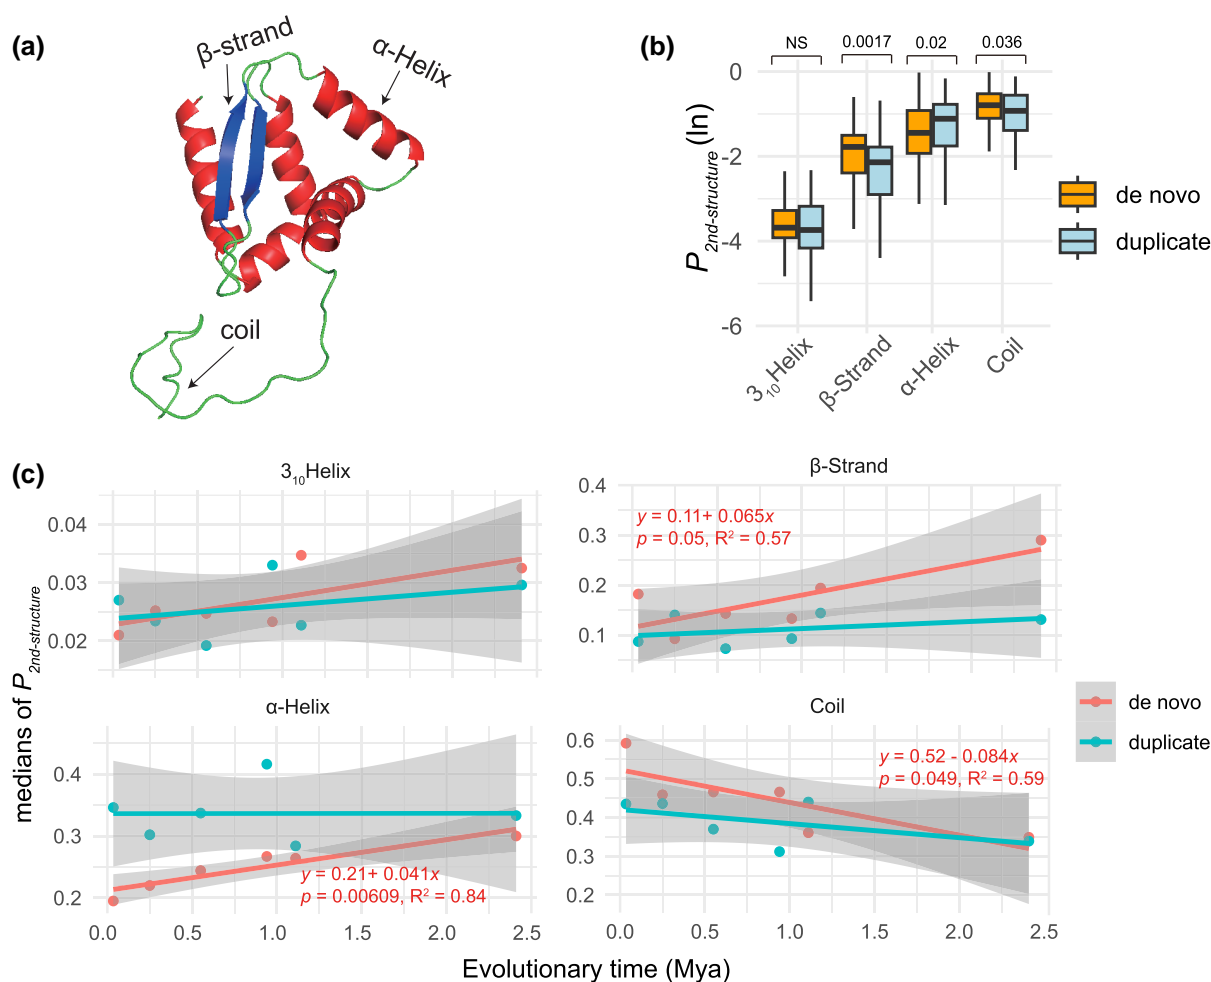 (a)
β-strand
α-Helix
coil
(b)
NS
0.0017
0.02
0.036
P2nd-structure (ln)
0
-2
-4
-6
3₁₀Helix
β-Strand
α-Helix
Coil
de novo
duplicate
(c)
medians of P2nd-structure
3₁₀Helix
0.04
0.03
0.02
β-Strand
y = 0.11+ 0.065x
p = 0.05, R² = 0.57
0.4
0.3
0.2
0.1
α-Helix
y = 0.21+ 0.041x
p = 0.00609, R² = 0.84
0.4
0.3
0.2
0.0 0.5 1.0 1.5 2.0 2.5
Coil
y = 0.52 - 0.084x
p = 0.049, R² = 0.59
0.6
0.5
0.4
0.3
0.2
0.0 0.5 1.0 1.5 2.0 2.5
de novo
duplicate
Evolutionary time (Mya)